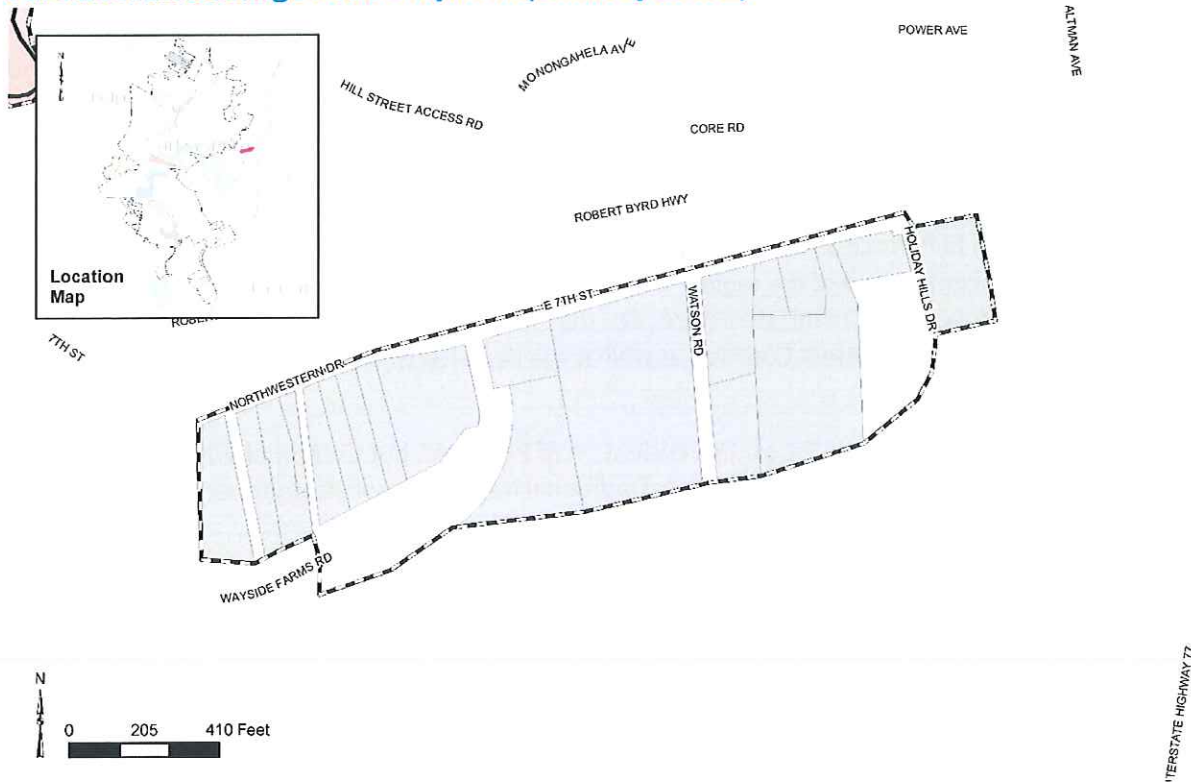 POWER AVE
ALTMAN AVE
MONONGAHELA AVE
HILL STREET ACCESS RD
CORE RD
ROBERT BYRD HWY
Location
Map
7TH ST
HOLIDAY HILLS DR
E 7TH ST
WATSON RD
NORTHWESTERN DR
WAYSIDE FARMS RD
N
0 205 410 Feet